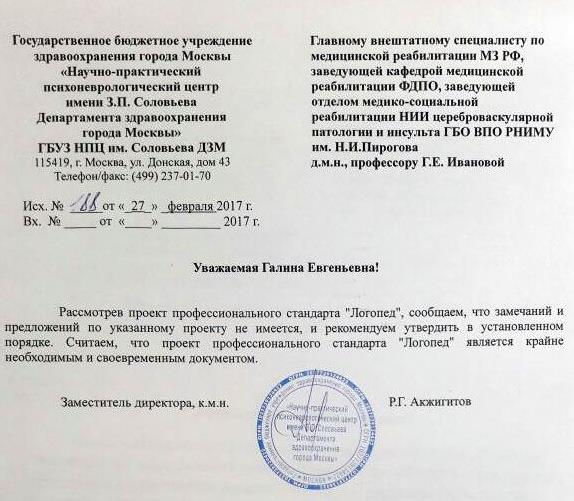 Государственное бюджетное учреждение
здравоохранения города Москвы
«Научно-практический
психоневрологический центр
имени З.П. Соловьева
Департамента здравоохранения
города Москвы»
ГБУЗ НПЦ им. Соловьева ДЗМ
115419, г. Москва, ул. Донская, дом 43
Телефон/факс: (499) 237-01-70
Исх. № 188 от «_27_» _февраля_2017 г.
Вх. № _____ от «____» _________ 2017 г.
Главному внештатному специалисту по
медицинской реабилитации МЗ РФ,
заведующей кафедрой медицинской
реабилитации ФДПО, заведующей
отделом медико-социальной
реабилитации НИИ цереброваскулярной
патологии и инсульта ГБО ВПО РНИМУ
им. Н.И.Пирогова
д.м.н., профессору Г.Е. Ивановой
Уважаемая Галина Евгеньевна!
Рассмотрев проект профессионального стандарта "Логопед", сообщаем, что замечаний и
предложений по указанному проекту не имеется, и рекомендуем утвердить в установленном
порядке. Считаем, что проект профессионального стандарта "Логопед" является крайне
необходимым и своевременным документом.
Заместитель директора, к.м.н.
Р.Г. Акжигитов
«Научно-практический
психоневрологический центр
имени З.П.Соловьева
Департамента
здравоохранения
города Москвы»
МОСКВА